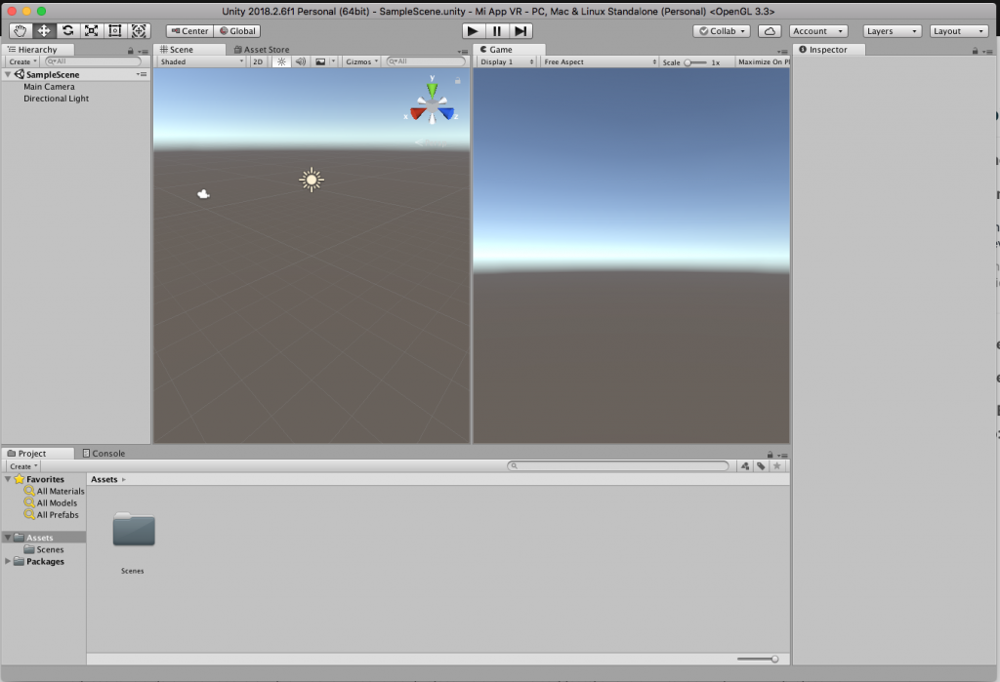 Unity 2018.2.6f1 Personal (64bit) - SampleScene.unity - Mi App VR - PC, Mac & Linux Standalone (Personal) <OpenGL 3.3>
Center Global Collab Account Layers Layout
Hierarchy Scene Asset Store Game Inspector
Create All Shaded 2D Gizmos All Display 1 Free Aspect Scale 1x Maximize On Pl
SampleScene
Main Camera
Directional Light
y
x z
Project Console
Create
Favorites Assets
All Materials
All Models
All Prefabs
Assets
Scenes
Packages
Scenes